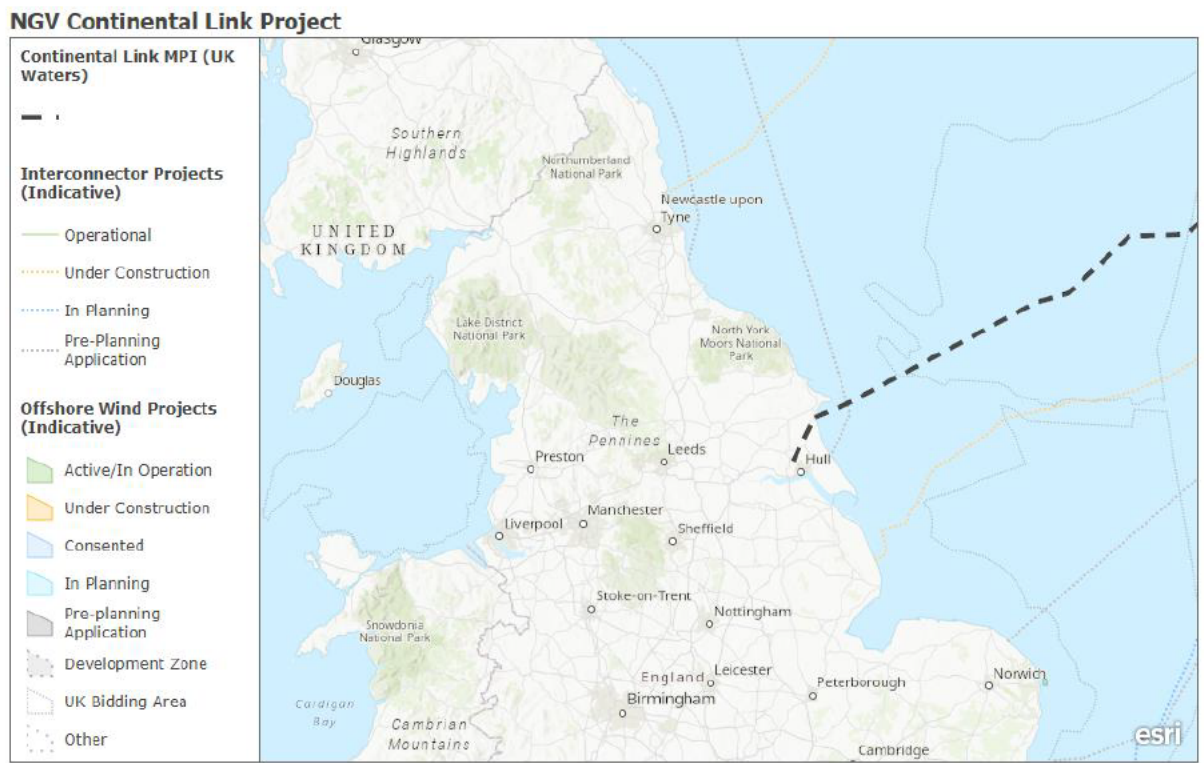 NGV Continental Link Project
Continental Link MPI (UK
Waters)
Interconnector Projects
(Indicative)
Operational
Under Construction
In Planning
Pre-Planning
Application
Offshore Wind Projects
(Indicative)
Active/In Operation
Under Construction
Consented
In Planning
Pre-planning
Application
Development Zone
UK Bidding Area
Other
Glasgow
Southern
Highlands
Northumberland
National Park
Newcastle upon
Tyne
UNITED
KINGDOM
Lake District
National Park
North York
Moors National
Park
Douglas
The
Pennines
Leeds
Preston
Hull
Manchester
Liverpool
Sheffield
Stoke-on-Trent
Nottingham
Snowdonia
National Park
England
Leicester
Norwich
Peterborough
Birmingham
Cardigan
Bay
Cambrian
Mountains
Cambridge
esri